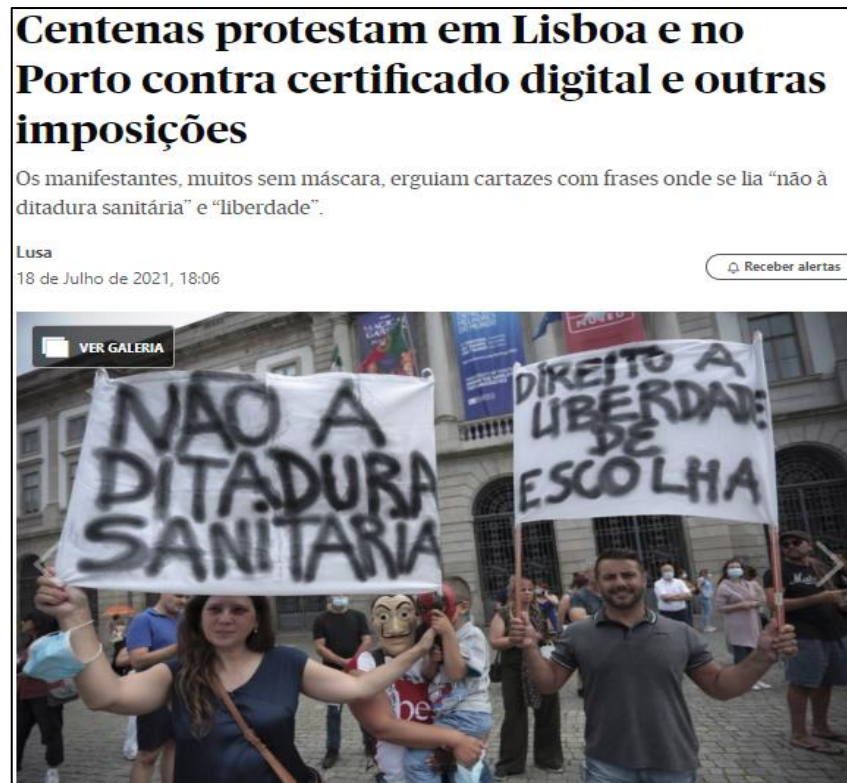 Centenas protestam em Lisboa e no
Porto contra certificado digital e outras
imposições
Os manifestantes, muitos sem máscara, erguiam cartazes com frases onde se lia “não à
ditadura sanitária” e “liberdade”.
Lusa
18 de Julho de 2021, 18:06
Receber alertas
VER GALERIA
NÃO A
DITADURA
SANITARIA
DIREITO A
LIBERDADE
DE
ESCOLHA